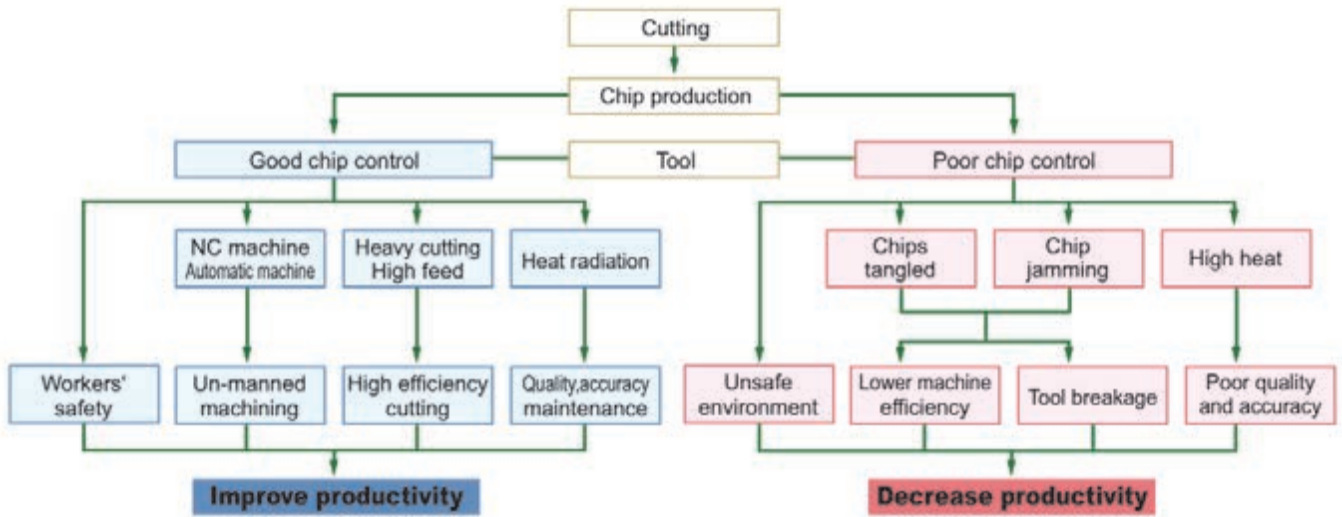 Cutting
Chip production
Good chip control
Tool
Poor chip control
NC machine
Automatic machine
Heavy cutting
High feed
Heat radiation
Chips
tangled
Chip
jamming
High heat
Workers'
safety
Un-manned
machining
High efficiency
cutting
Quality,accuracy
maintenance
Unsafe
environment
Lower machine
efficiency
Tool breakage
Poor quality
and accuracy
Improve productivity
Decrease productivity